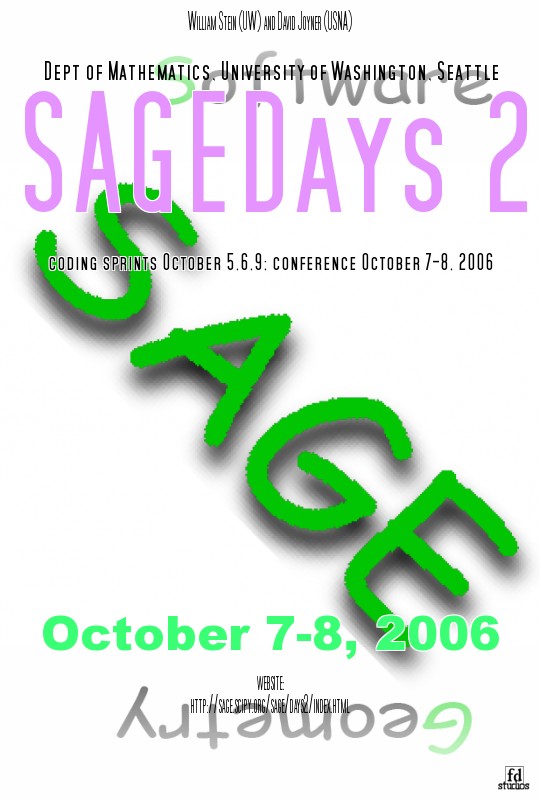 William Stein (UW) and David Joyner (USNA)
Dept of Mathematics, University of Washington, Seattle
Software
SAGEDays 2
coding sprints October 5,6,9; conference October 7-8, 2006
SAGE
October 7-8, 2006
website:
http://sage.scipy.org/sage/days2/index.html
Geometry
fd
studios